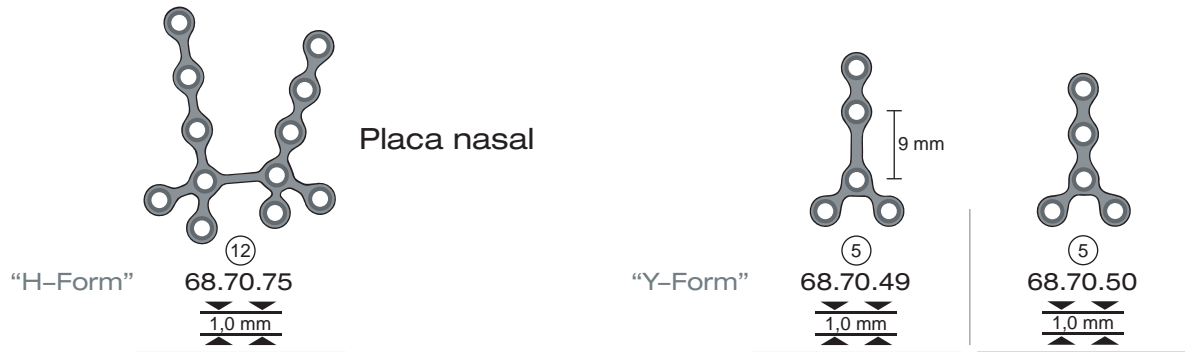 Placa nasal
9 mm
12
5
5
“H–Form”
68.70.75
“Y–Form”
68.70.49
68.70.50
1,0 mm
1,0 mm
1,0 mm